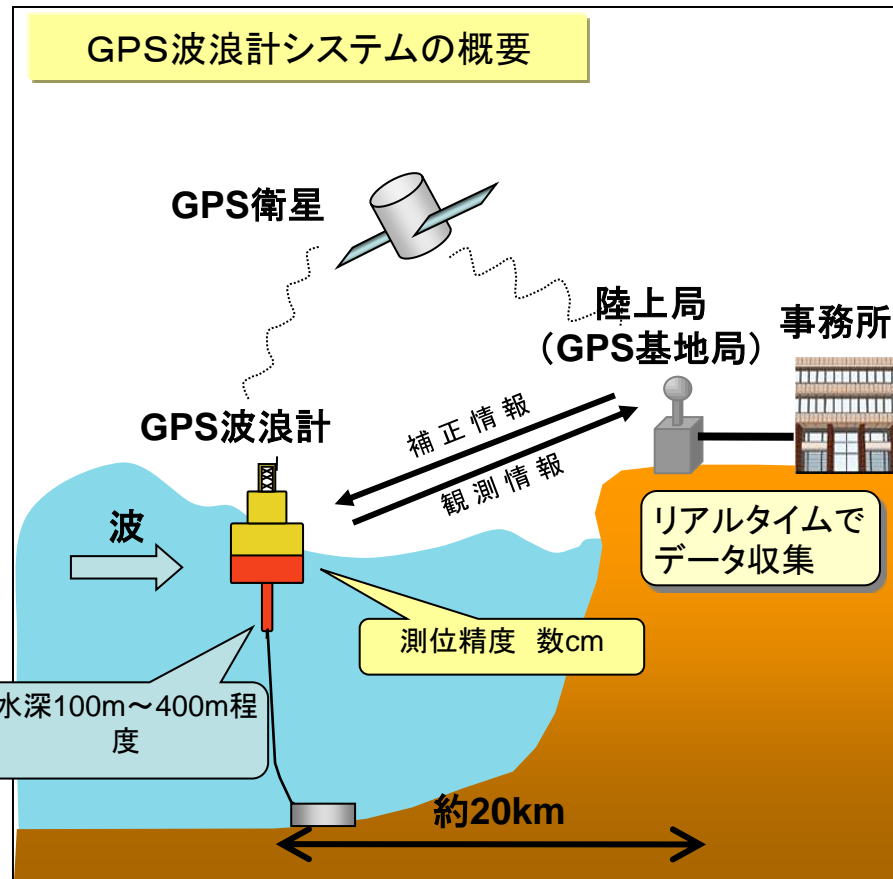 GPS波浪計システムの概要
GPS衛星
陸上局
（GPS基地局）
事務所
GPS波浪計
補正情報
観測情報
波
リアルタイムで
データ収集
測位精度　数cm
水深100m～400m程
度
約20km